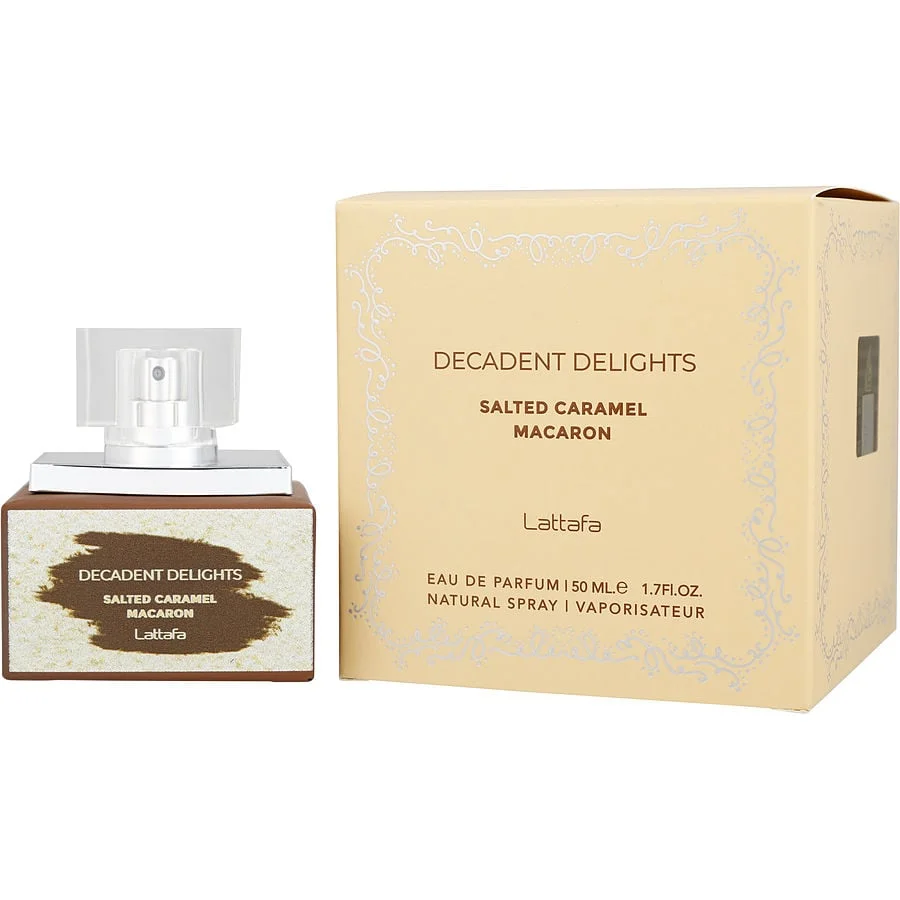 DECADENT DELIGHTS
SALTED CARAMEL
MACARON
Lattafa
DECADENT DELIGHTS
SALTED CARAMEL
MACARON
Lattafa
EAU DE PARFUM | 50 ML.℮ 1.7Fl.OZ.
NATURAL SPRAY | VAPORISATEUR